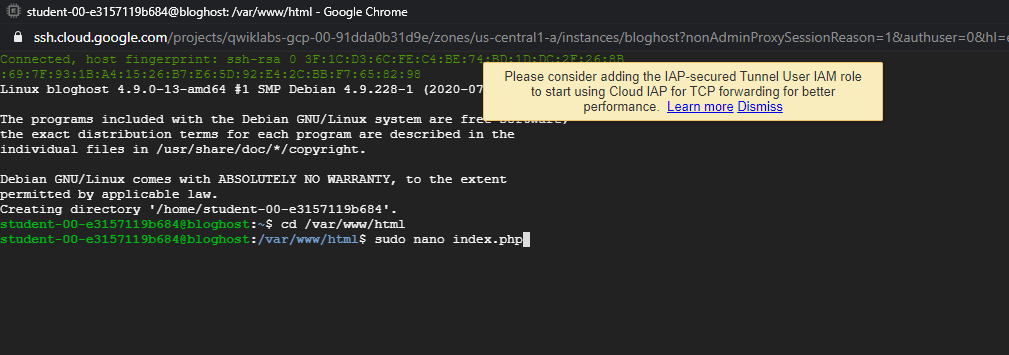 student-00-e3157119b684@bloghost: /var/www/html - Google Chrome
ssh.cloud.google.com/projects/qwiklabs-gcp-00-91dda0b31d9e/zones/us-central1-a/instances/bloghost?nonAdminProxySessionReason=1&authuser=0&hl=e
Connected, host fingerprint: ssh-rsa 0 3F:1C:D3:6C:FE:C4:BE:74:BD:1D:DC:2F:26:8B
:69:7F:93:1B:A4:15:26:B7:E6:5D:92:E4:2C:BB:F7:65:82:98
Please consider adding the IAP-secured Tunnel User IAM role
to start using Cloud IAP for TCP forwarding for better
performance. Learn more Dismiss
Linux bloghost 4.9.0-13-amd64 #1 SMP Debian 4.9.228-1 (2020-07
The programs included with the Debian GNU/Linux system are free software;
the exact distribution terms for each program are described in the
individual files in /usr/share/doc/*/copyright.
Debian GNU/Linux comes with ABSOLUTELY NO WARRANTY, to the extent
permitted by applicable law.
Creating directory '/home/student-00-e3157119b684'.
student-00-e3157119b684@bloghost:~$ cd /var/www/html
student-00-e3157119b684@bloghost:/var/www/html$ sudo nano index.php